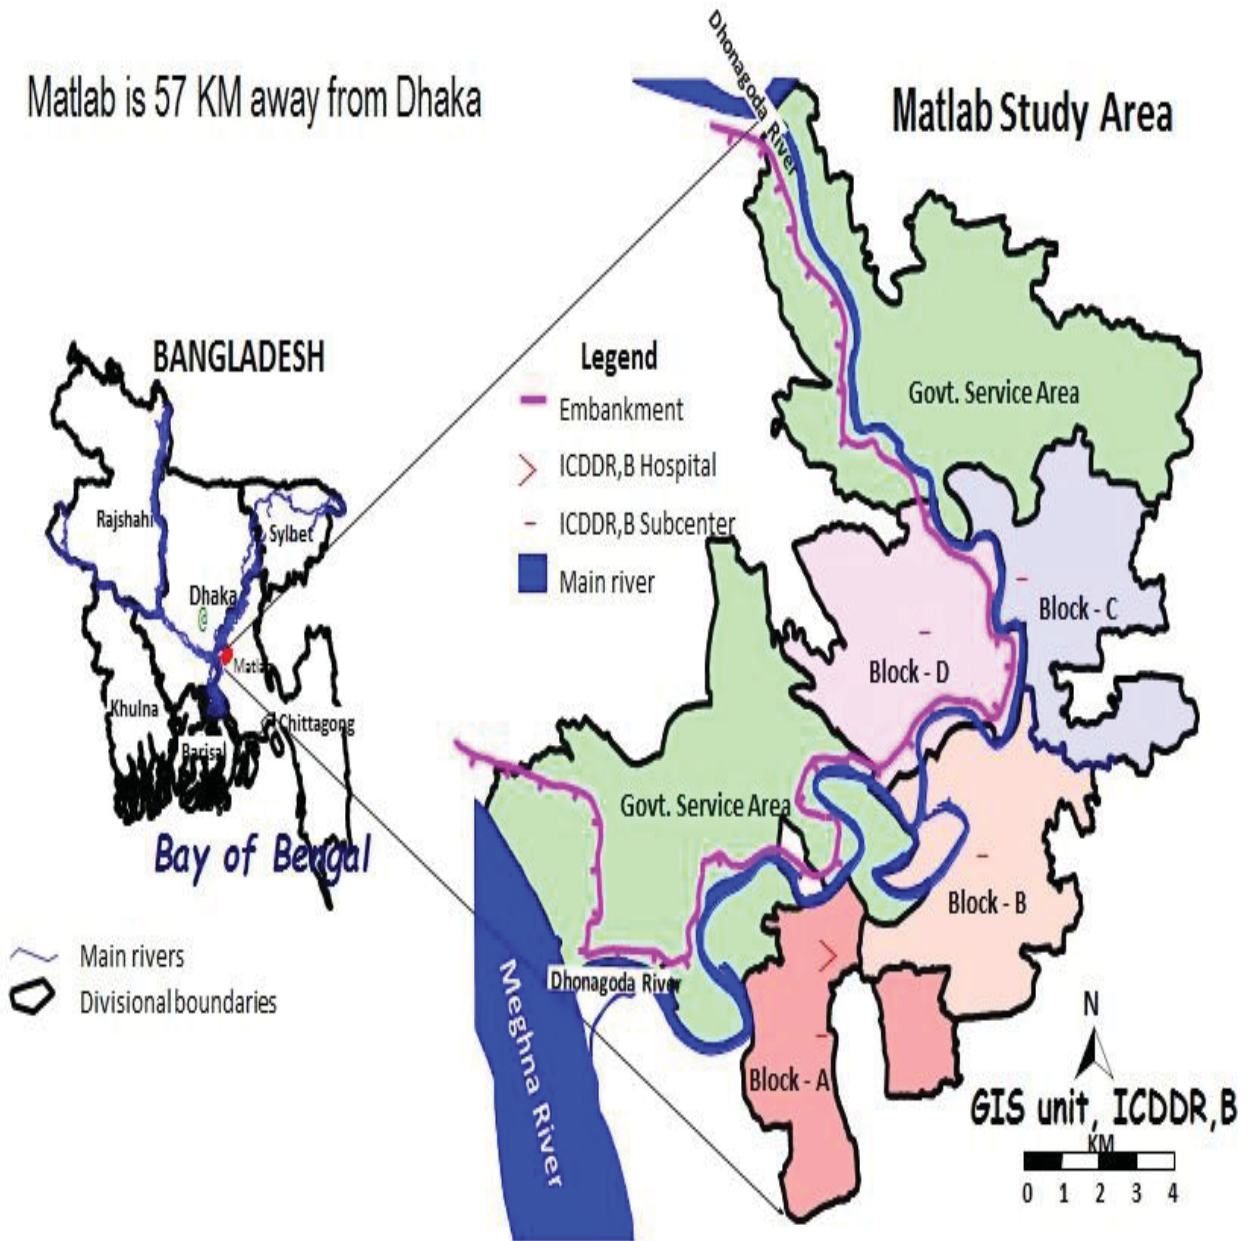 Matlab is 57 KM away from Dhaka
Matlab Study Area
Dhonagoda River
BANGLADESH
Rajshahi
Sylbet
Dhaka
Khulna
Barisal
Chittagong
Bay of Bengal
Main rivers
Divisional boundaries
Legend
Embankment
ICDDR,B Hospital
ICDDR,B Subcenter
Main river
Govt. Service Area
Block - C
Block - D
Govt. Service Area
Block - B
Dhonagoda River
Meghna River
Block - A
N
GIS unit, ICDDR,B
KM
0 1 2 3 4